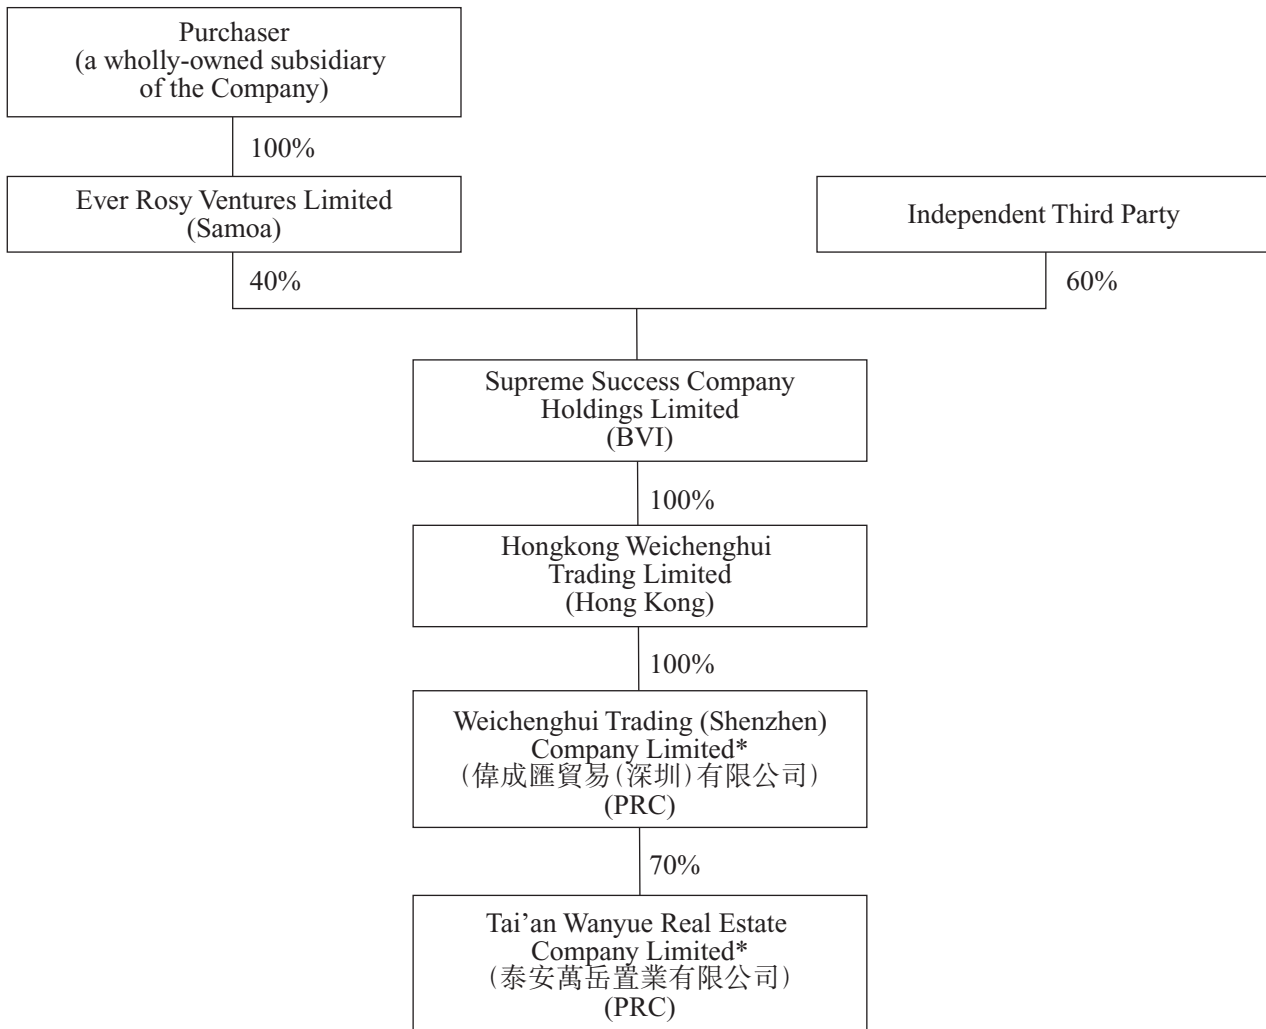 Purchaser
(a wholly-owned subsidiary
of the Company)
100%
Ever Rosy Ventures Limited
(Samoa)
Independent Third Party
40%
60%
Supreme Success Company
Holdings Limited
(BVI)
100%
Hongkong Weichenghui
Trading Limited
(Hong Kong)
100%
Weichenghui Trading (Shenzhen)
Company Limited*
(偉成匯貿易(深圳)有限公司)
(PRC)
70%
Tai’an Wanyue Real Estate
Company Limited*
(泰安萬岳置業有限公司)
(PRC)